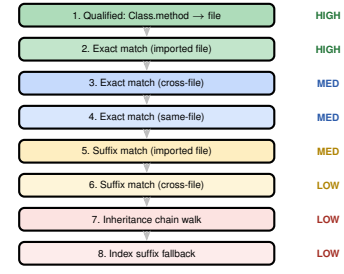 1. Qualified: Class.method → file HIGH
2. Exact match (imported file) HIGH
3. Exact match (cross-file) MED
4. Exact match (same-file) MED
5. Suffix match (imported file) MED
6. Suffix match (cross-file) LOW
7. Inheritance chain walk LOW
8. Index suffix fallback LOW